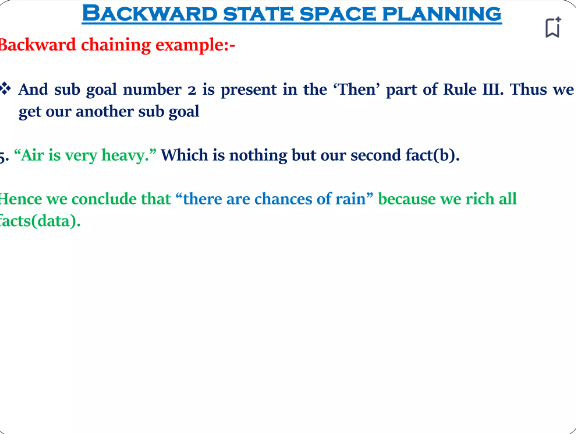 BACKWARD STATE SPACE PLANNING
Backward chaining example:-
❖ And sub goal number 2 is present in the ‘Then’ part of Rule III. Thus we
get our another sub goal
5. “Air is very heavy.” Which is nothing but our second fact(b).
Hence we conclude that “there are chances of rain” because we rich all
facts(data).